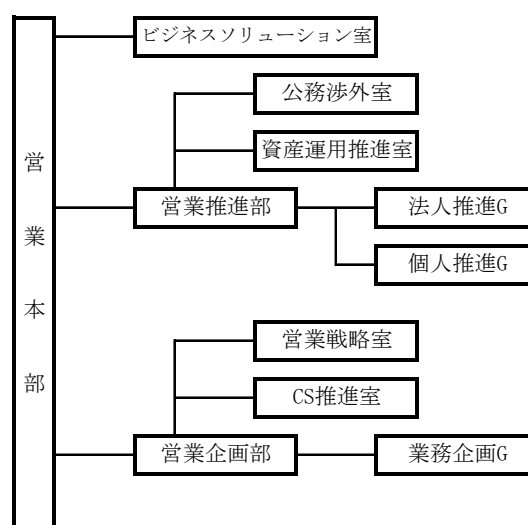 営業本部
ビジネスソリューション室
公務渉外室
資産運用推進室
営業推進部
法人推進G
個人推進G
営業戦略室
CS推進室
営業企画部
業務企画G